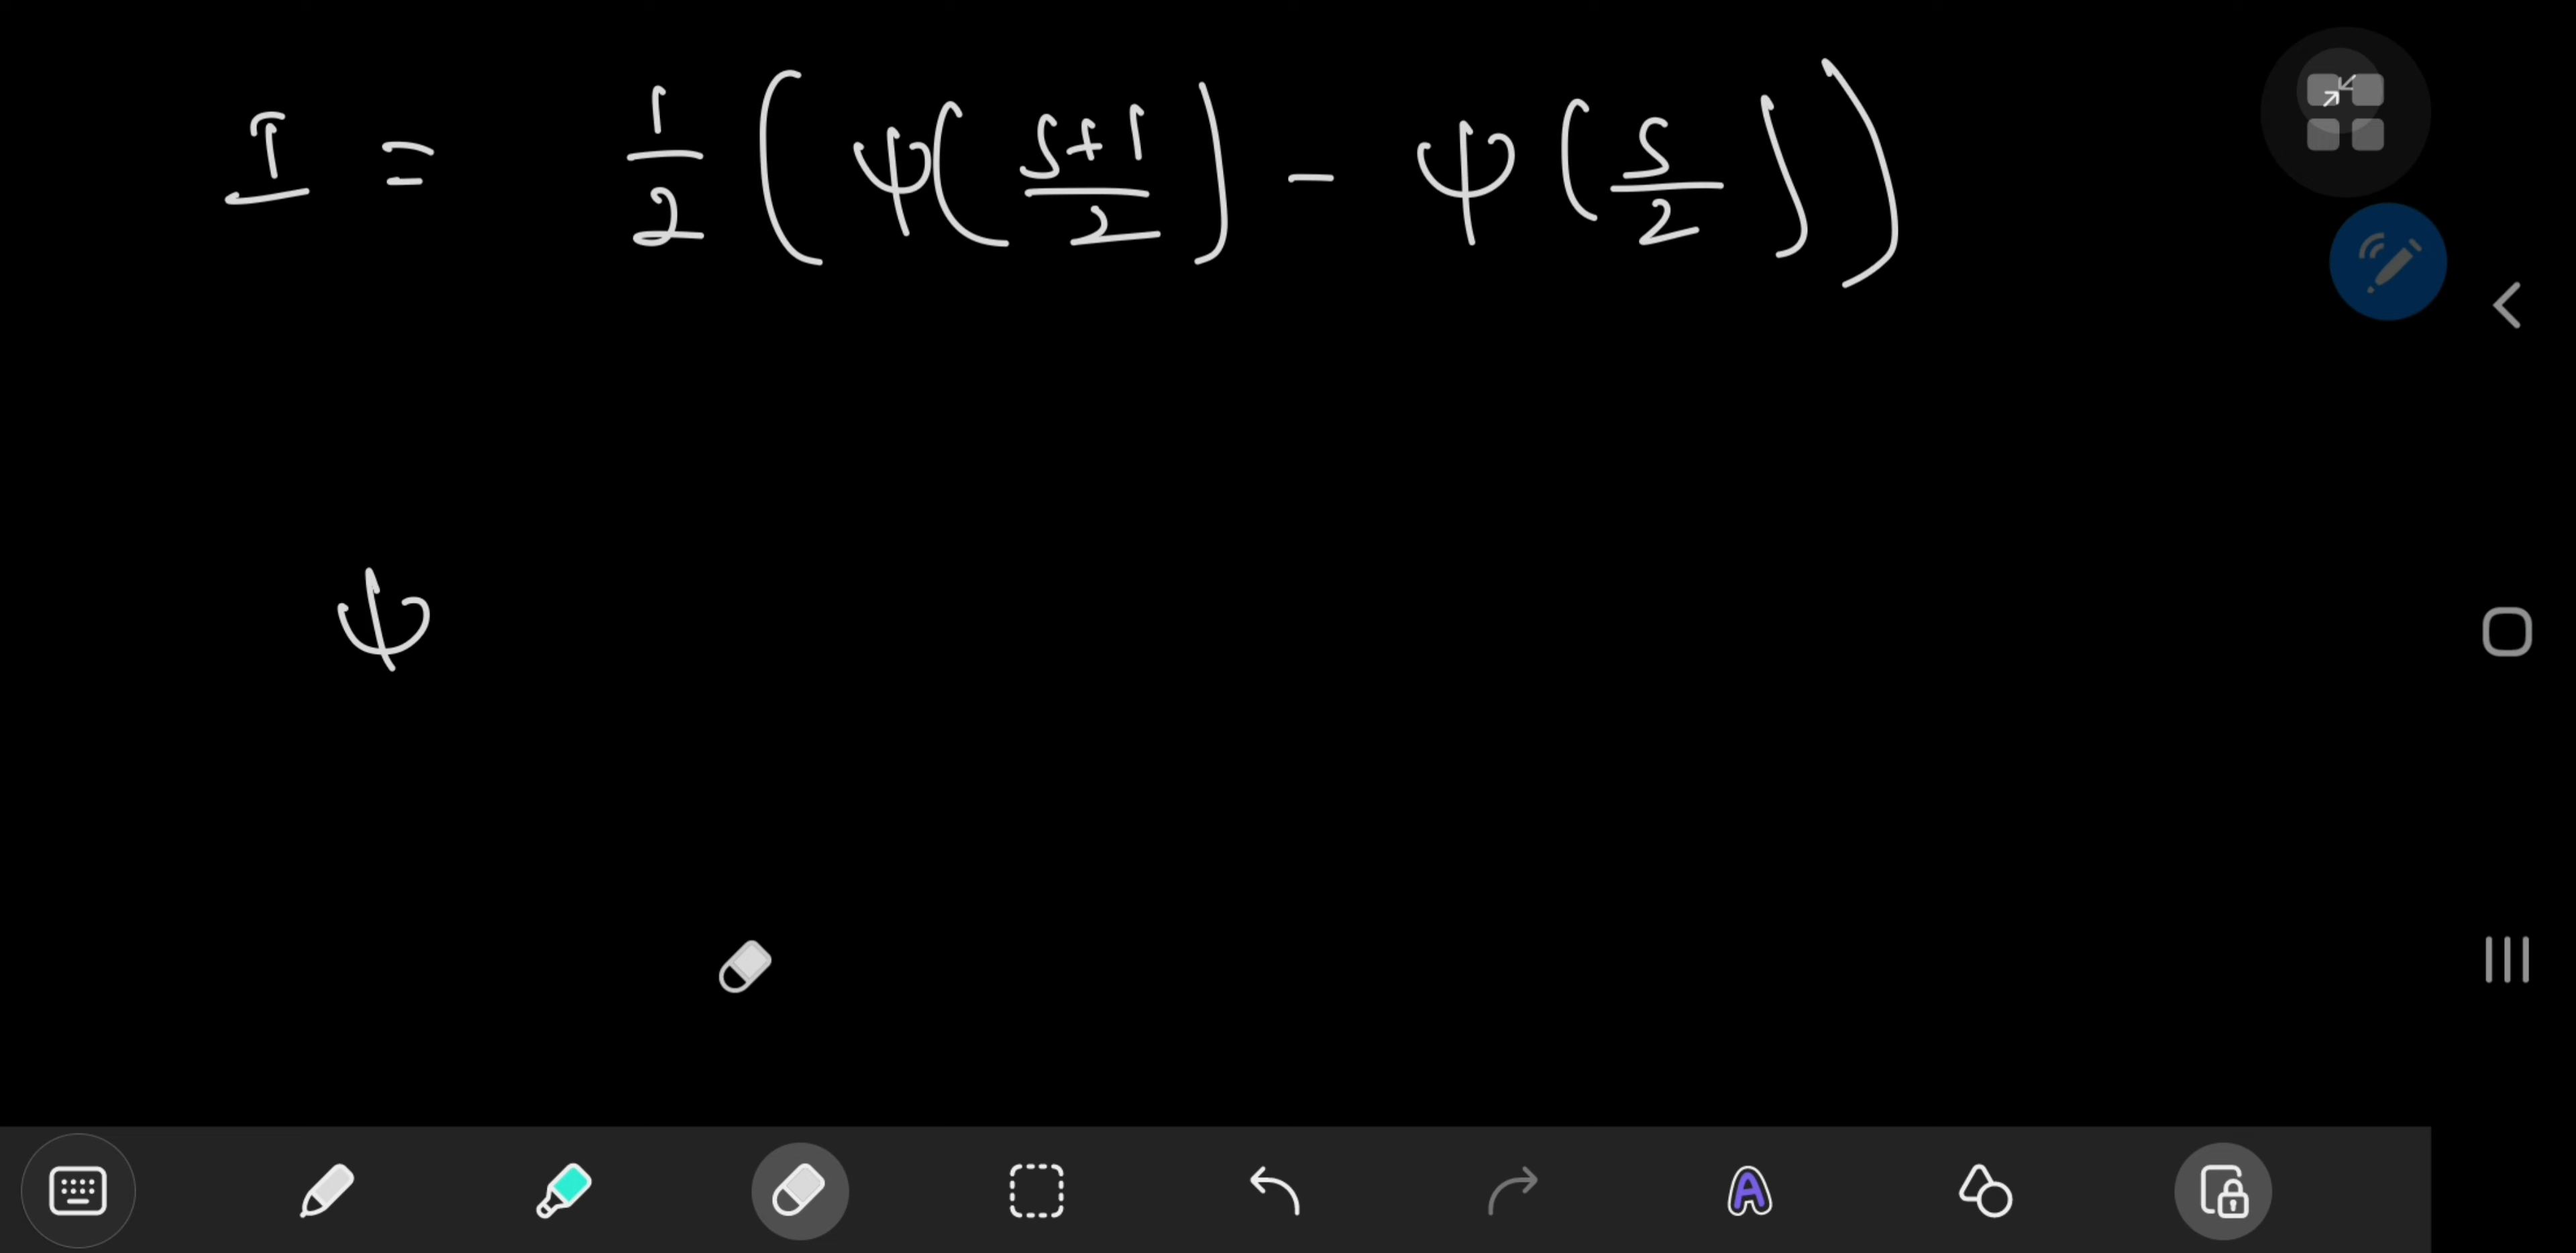 I = 1/2 ( ψ( s+1/2 ) - ψ( s/2 ) )
ψ
A